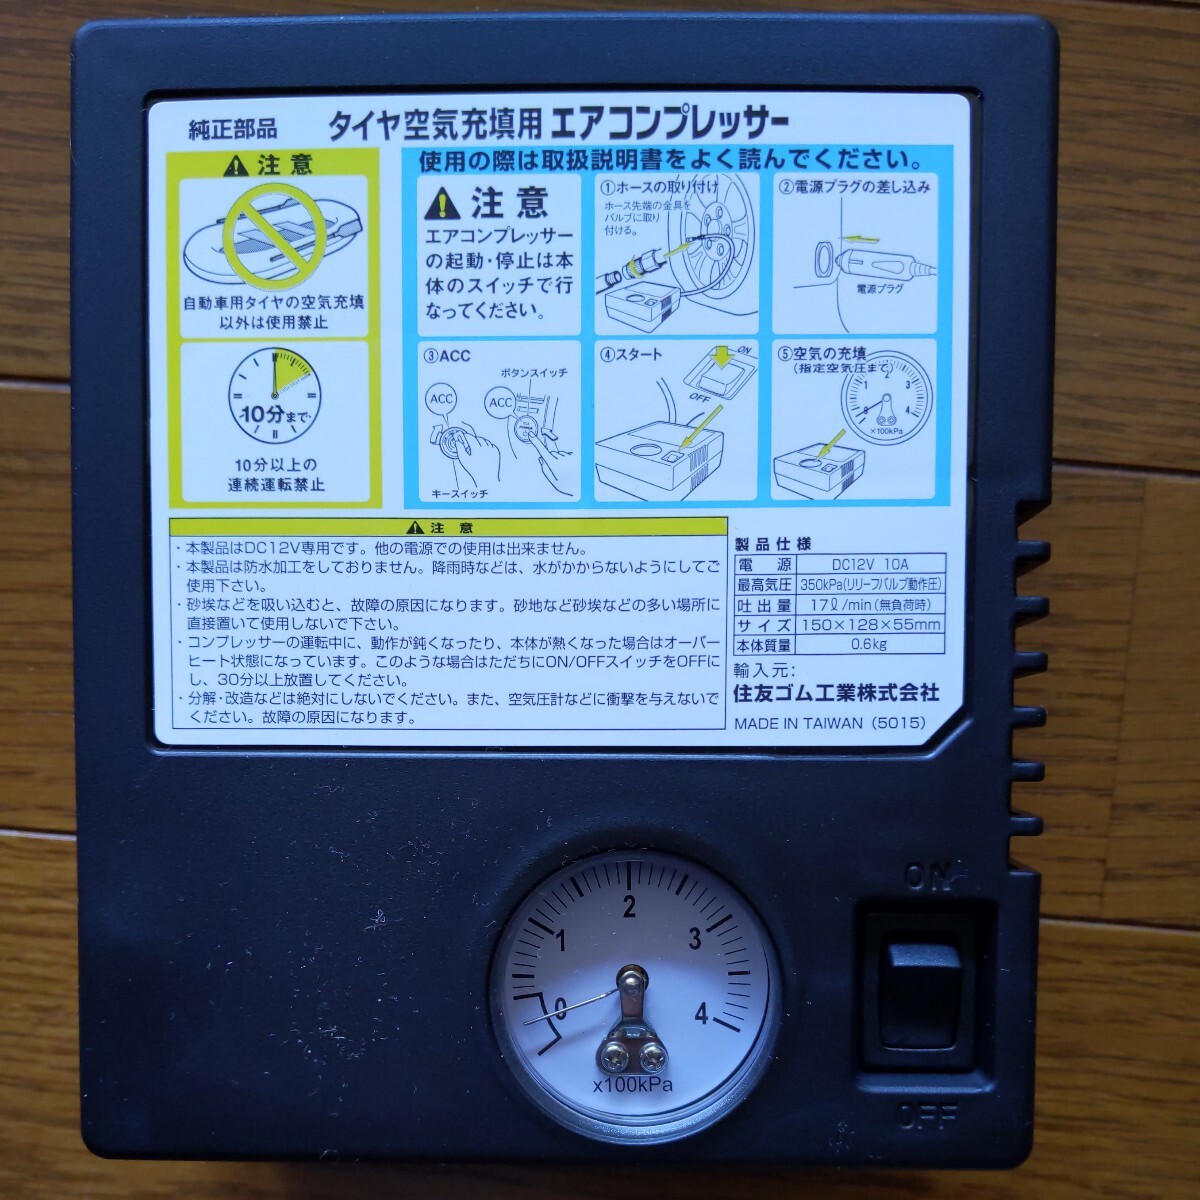 純正部品 タイヤ空気充填用エアコンプレッサー
注意
自動車用タイヤの空気充填
以外は使用禁止
10分まで
10分以上の
連続運転禁止
使用の際は取扱説明書をよく読んでください。
注意
エアコンプレッサー
の起動・停止は本
体のスイッチで行
なってください。
①ホースの取り付け
ホース先端の金具を
バルブに取り
付ける。
②電源プラグの差し込み
電源プラグ
③ACC
ボタンスイッチ
ACC
ACC
キースイッチ
④スタート
ON
OFF
⑤空気の充填
(指定空気圧まで)
0 1 2 3 4
×100kPa
注意
・本製品はDC12V専用です。他の電源での使用は出来ません。
・本製品は防水加工をしておりません。降雨時などは、水がかからないようにしてご
使用下さい。
・砂埃などを吸い込むと、故障の原因になります。砂地など砂埃などの多い場所に
直接置いて使用しないで下さい。
・コンプレッサーの運転中に、動作が鈍くなったり、本体が熱くなった場合はオーバー
ヒート状態になっています。このような場合はただちにON/OFFスイッチをOFFに
し、30分以上放置してください。
・分解・改造などは絶対にしないでください。また、空気圧計などに衝撃を与えないで
ください。故障の原因になります。
製品仕様
電源 DC12V 10A
最高気圧 350kPa(リリーフバルブ動作圧)
吐出量 17ℓ/min(無負荷時)
サイズ 150×128×55mm
本体質量 0.6kg
輸入元:
住友ゴム工業株式会社
MADE IN TAIWAN (5015)
0 1 2 3 4
x100kPa
ON
OFF